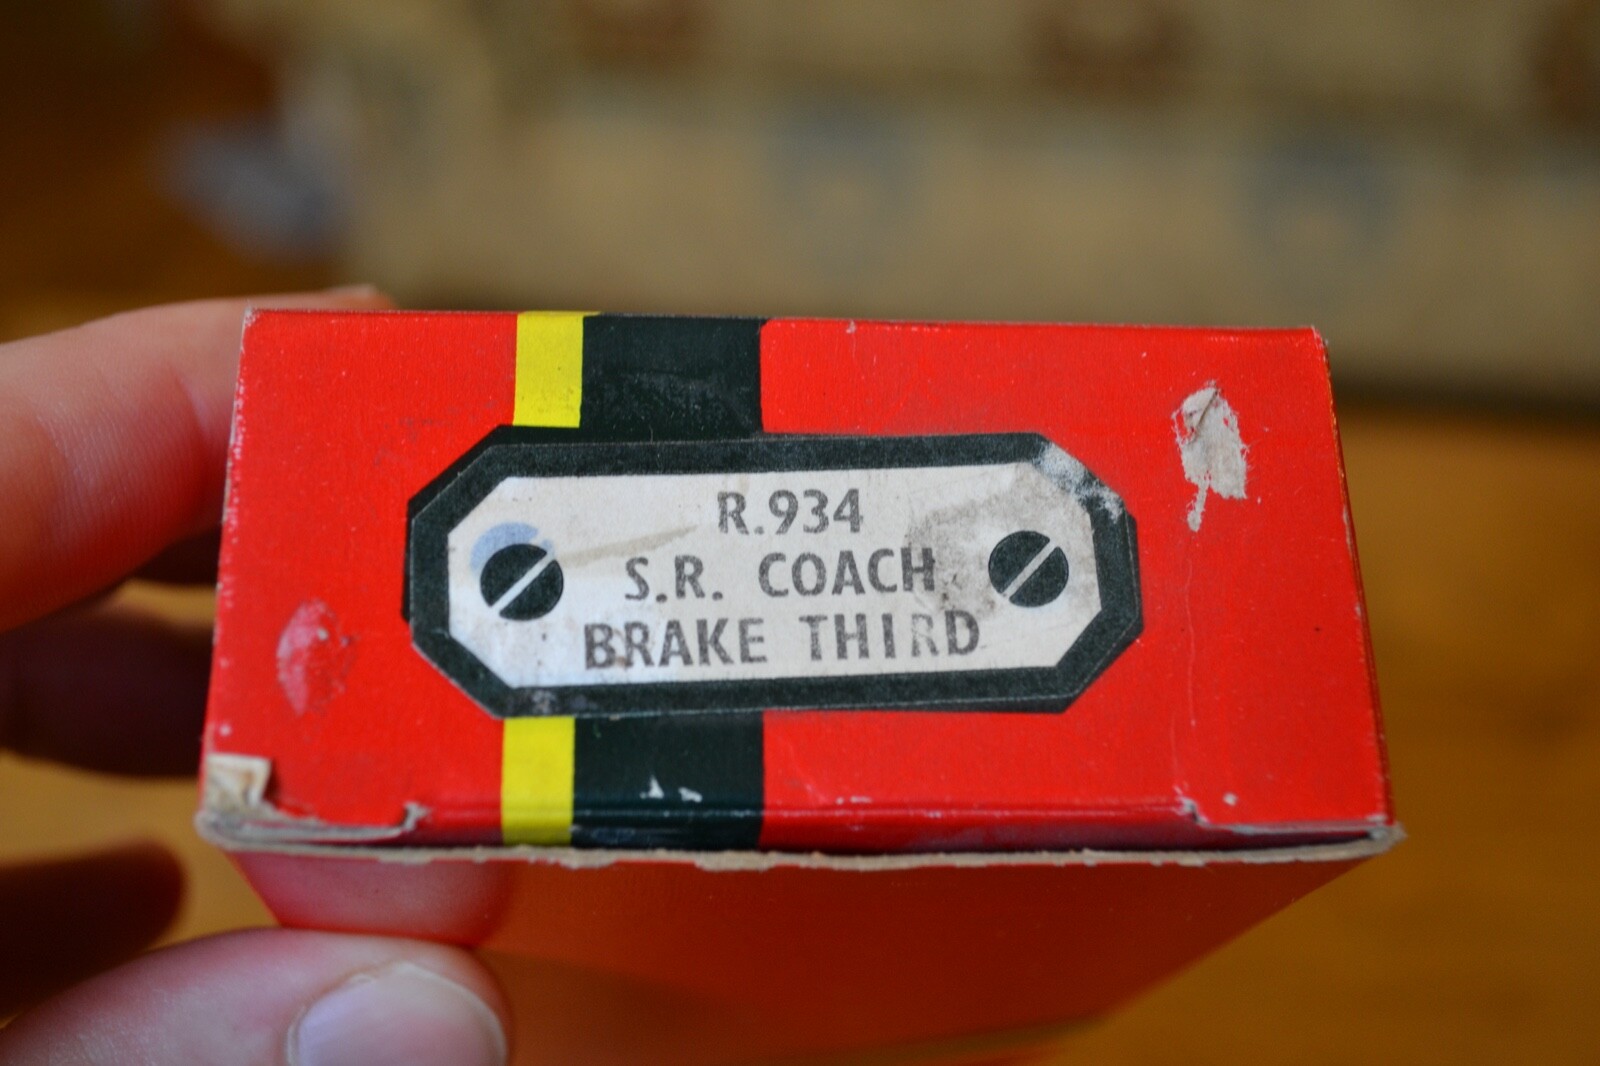 R.934
S.R. COACH
BRAKE THIRD